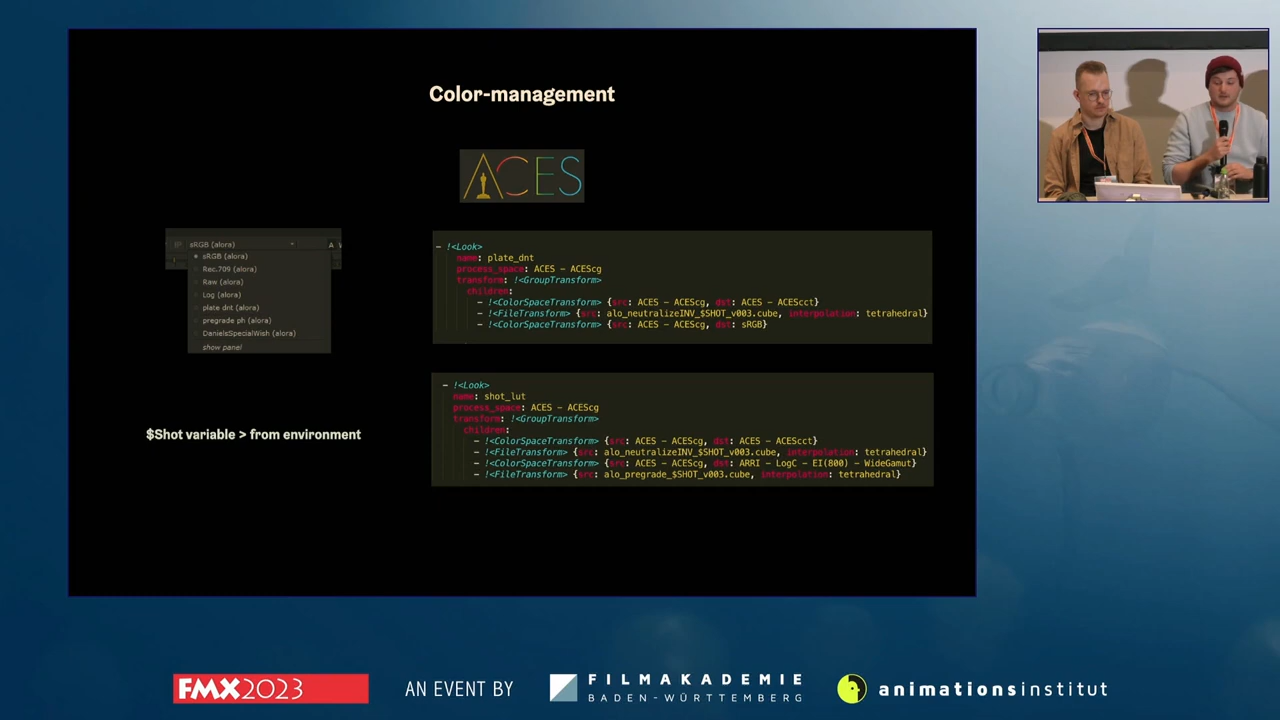 Color-management
ACES
sRGB (alora)
sRGB (alora)
Rec.709 (alora)
Raw (alora)
Log (alora)
plate dnt (alora)
pregrade ph (alora)
DanielsSpecialWish (alora)
show panel
$Shot variable > from environment
- !<Look>
name: plate_dnt
process_space: ACES - ACEScg
transform: !<GroupTransform>
children:
- !<ColorSpaceTransform> {src: ACES - ACEScg, dst: ACES - ACEScct}
- !<FileTransform> {src: alo_neutralizeINV_$SHOT_v003.cube, interpolation: tetrahedral}
- !<ColorSpaceTransform> {src: ACES - ACEScg, dst: sRGB}
- !<Look>
name: shot_lut
process_space: ACES - ACEScg
transform: !<GroupTransform>
children:
- !<ColorSpaceTransform> {src: ACES - ACEScg, dst: ACES - ACEScct}
- !<FileTransform> {src: alo_neutralizeINV_$SHOT_v003.cube, interpolation: tetrahedral}
- !<ColorSpaceTransform> {src: ACES - ACEScg, dst: ARRI - LogC - EI(800) - WideGamut}
- !<FileTransform> {src: alo_pregrade_$SHOT_v003.cube, interpolation: tetrahedral}
FMX2023
AN EVENT BY
FILMAKADEMIE
BADEN-WÜRTTEMBERG
animationsinstitut